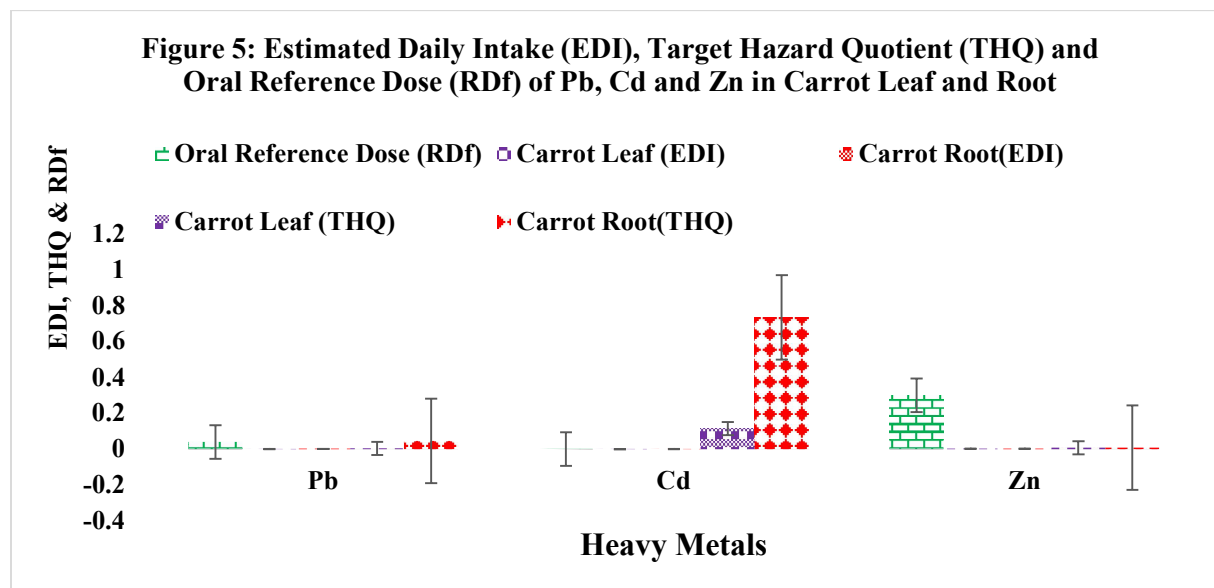 Figure 5: Estimated Daily Intake (EDI), Target Hazard Quotient (THQ) and
Oral Reference Dose (RDf) of Pb, Cd and Zn in Carrot Leaf and Root
Oral Reference Dose (RDf) Carrot Leaf (EDI) Carrot Root(EDI)
Carrot Leaf (THQ) Carrot Root(THQ)
EDI, THQ & RDf
1.2
1
0.8
0.6
0.4
0.2
0
-0.2
-0.4
Pb Cd Zn
Heavy Metals